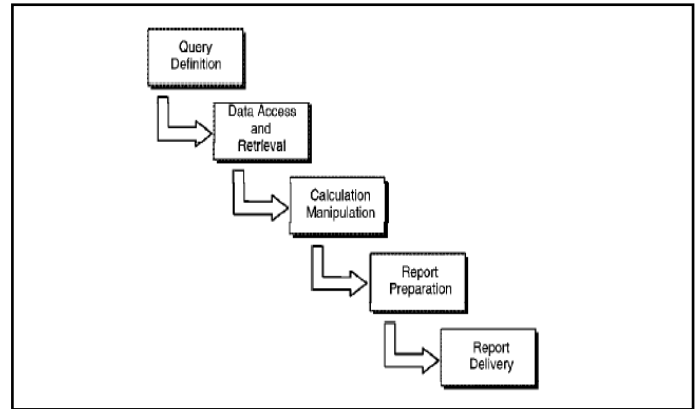 Query
Definition
Data Access
and
Retrieval
Calculation
Manipulation
Report
Preparation
Report
Delivery